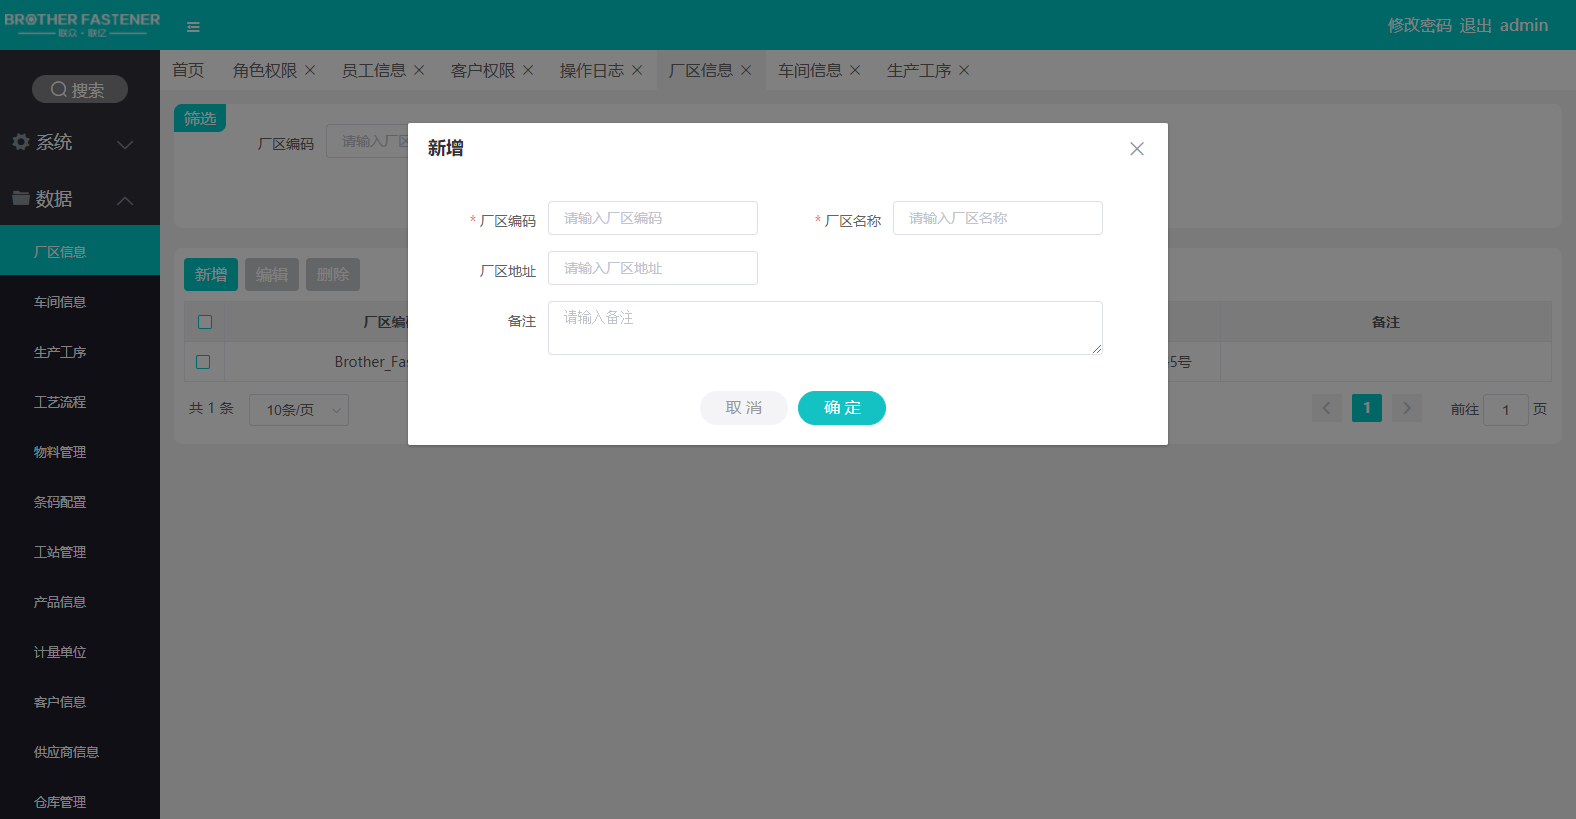 BROTHER FASTENER
联众·联亿
修改密码 退出 admin
搜索
系统
数据
厂区信息
车间信息
生产工序
工艺流程
物料管理
条码配置
工站管理
产品信息
计量单位
客户信息
供应商信息
仓库管理
首页 角色权限 员工信息 客户权限 操作日志 厂区信息 车间信息 生产工序
筛选
厂区编码 请输入厂区
新增 编辑 删除
厂区编 备注
Brother_Fas 5号
共 1 条 10条/页 1 前往 1 页
新增
* 厂区编码 请输入厂区编码 * 厂区名称 请输入厂区名称
厂区地址 请输入厂区地址
备注 请输入备注
取 消 确 定